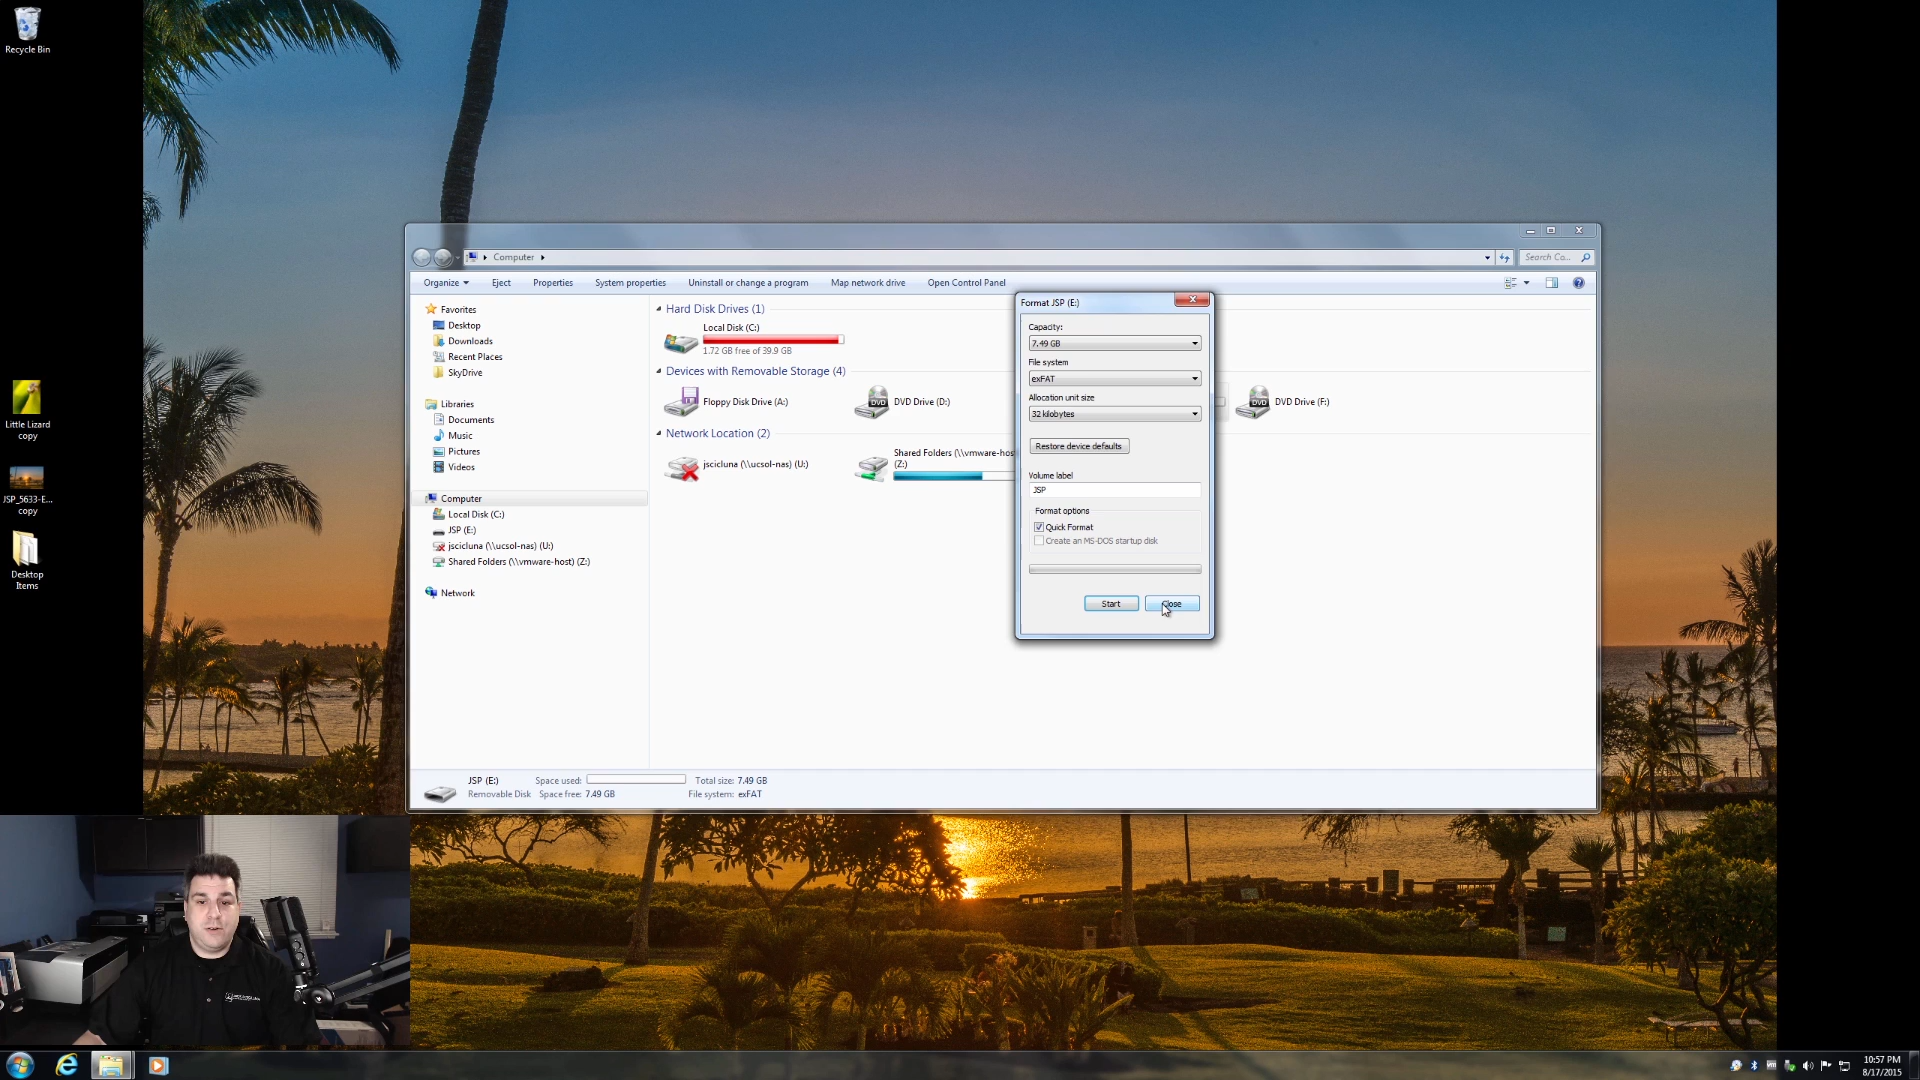 Recycle Bin
Little Lizard
copy
JSP_5633-E...
copy
Desktop
Items
Computer
Search Co...
Organize
Eject
Properties
System properties
Uninstall or change a program
Map network drive
Open Control Panel
Favorites
Desktop
Downloads
Recent Places
SkyDrive
Libraries
Documents
Music
Pictures
Videos
Computer
Local Disk (C:)
JSP (E:)
jscicluna (\\ucsol-nas) (U:)
Shared Folders (\\vmware-host) (Z:)
Network
Hard Disk Drives (1)
Local Disk (C:)
1.72 GB free of 39.9 GB
Devices with Removable Storage (4)
Floppy Disk Drive (A:)
DVD Drive (D:)
DVD Drive (F:)
Network Location (2)
jscicluna (\\ucsol-nas) (U:)
Shared Folders (\\vmware-hos
(Z:)
Format JSP (E:)
Capacity:
7.49 GB
File system
exFAT
Allocation unit size
32 kilobytes
Restore device defaults
Volume label
JSP
Format options
Quick Format
Create an MS-DOS startup disk
Start
Close
JSP (E:)
Space used:
Total size: 7.49 GB
Removable Disk
Space free: 7.49 GB
File system: exFAT
DVD
DVD
10:57 PM
8/17/2015